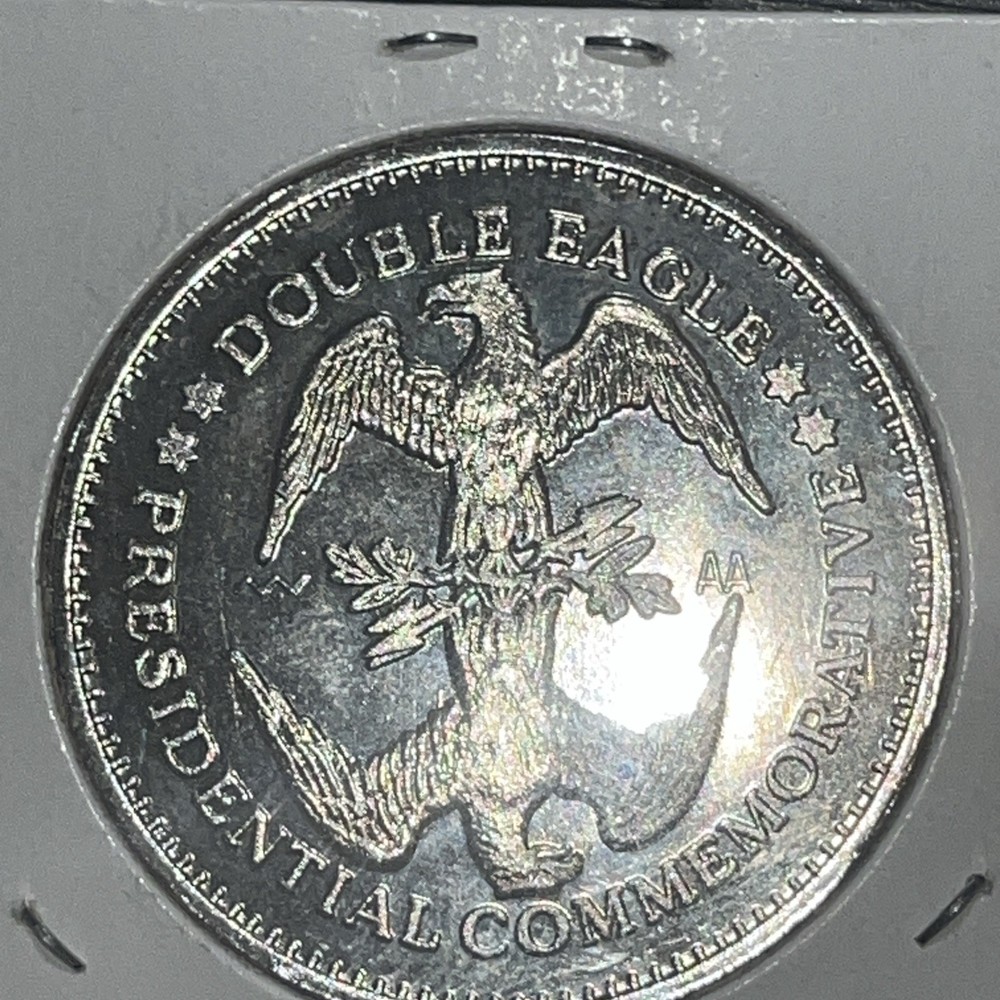 DOUBLE EAGLE
AA
PRESIDENTIAL COMMEMORATIVE